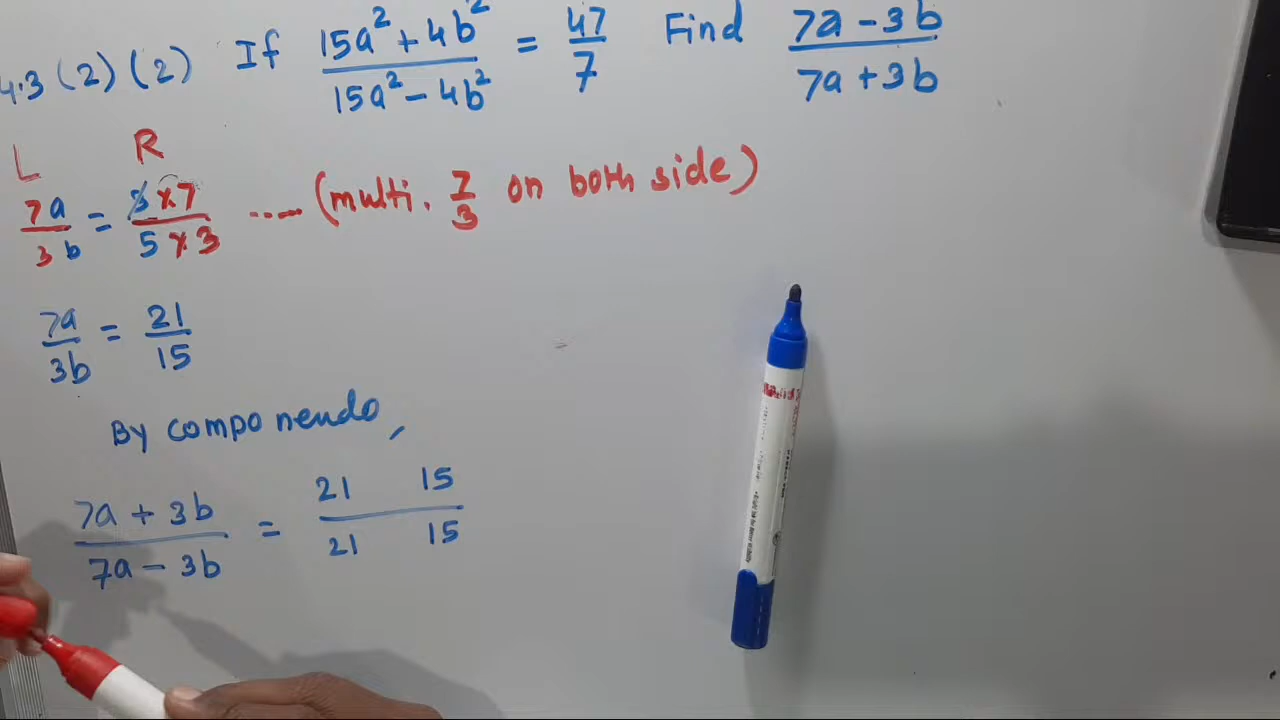 4.3 (2) (2) If (15a² + 4b²)/(15a² - 4b²) = 47/7 Find (7a - 3b)/(7a + 3b)
L R
7a/3b = (3 × 7)/(5 × 3) ..... (multi. 7/3 on both side)
7a/3b = 21/15
By componendo,
(7a + 3b)/(7a - 3b) = (21 15)/(21 15)